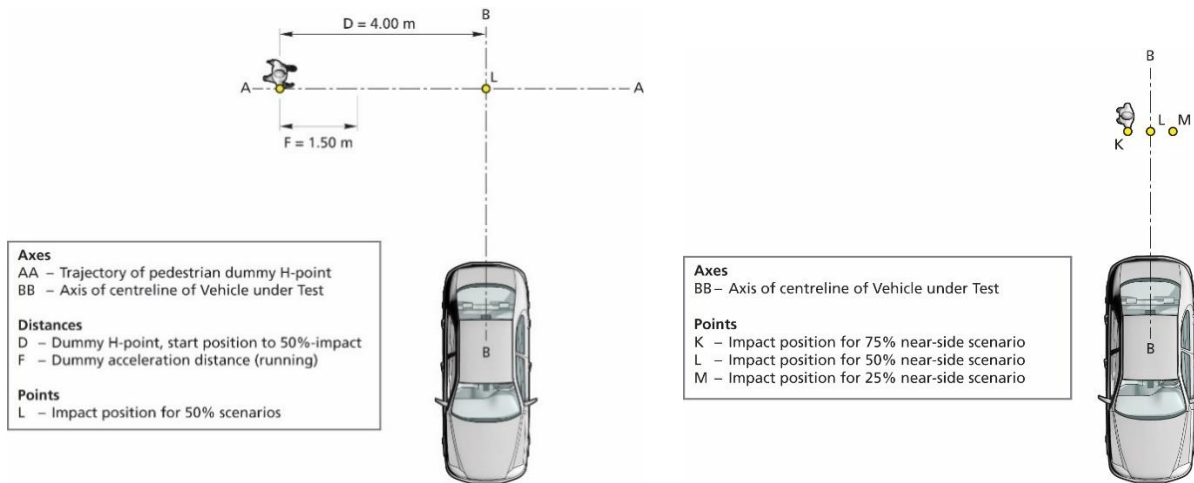 B
D = 4.00 m
L
A
A
F = 1.50 m
Axes
AA – Trajectory of pedestrian dummy H-point
BB – Axis of centreline of Vehicle under Test
Distances
D – Dummy H-point, start position to 50%-impact
F – Dummy acceleration distance (running)
Points
L – Impact position for 50% scenarios
B
B
L
M
K
Axes
BB – Axis of centreline of Vehicle under Test
Points
K – Impact position for 75% near-side scenario
L – Impact position for 50% near-side scenario
M – Impact position for 25% near-side scenario
B